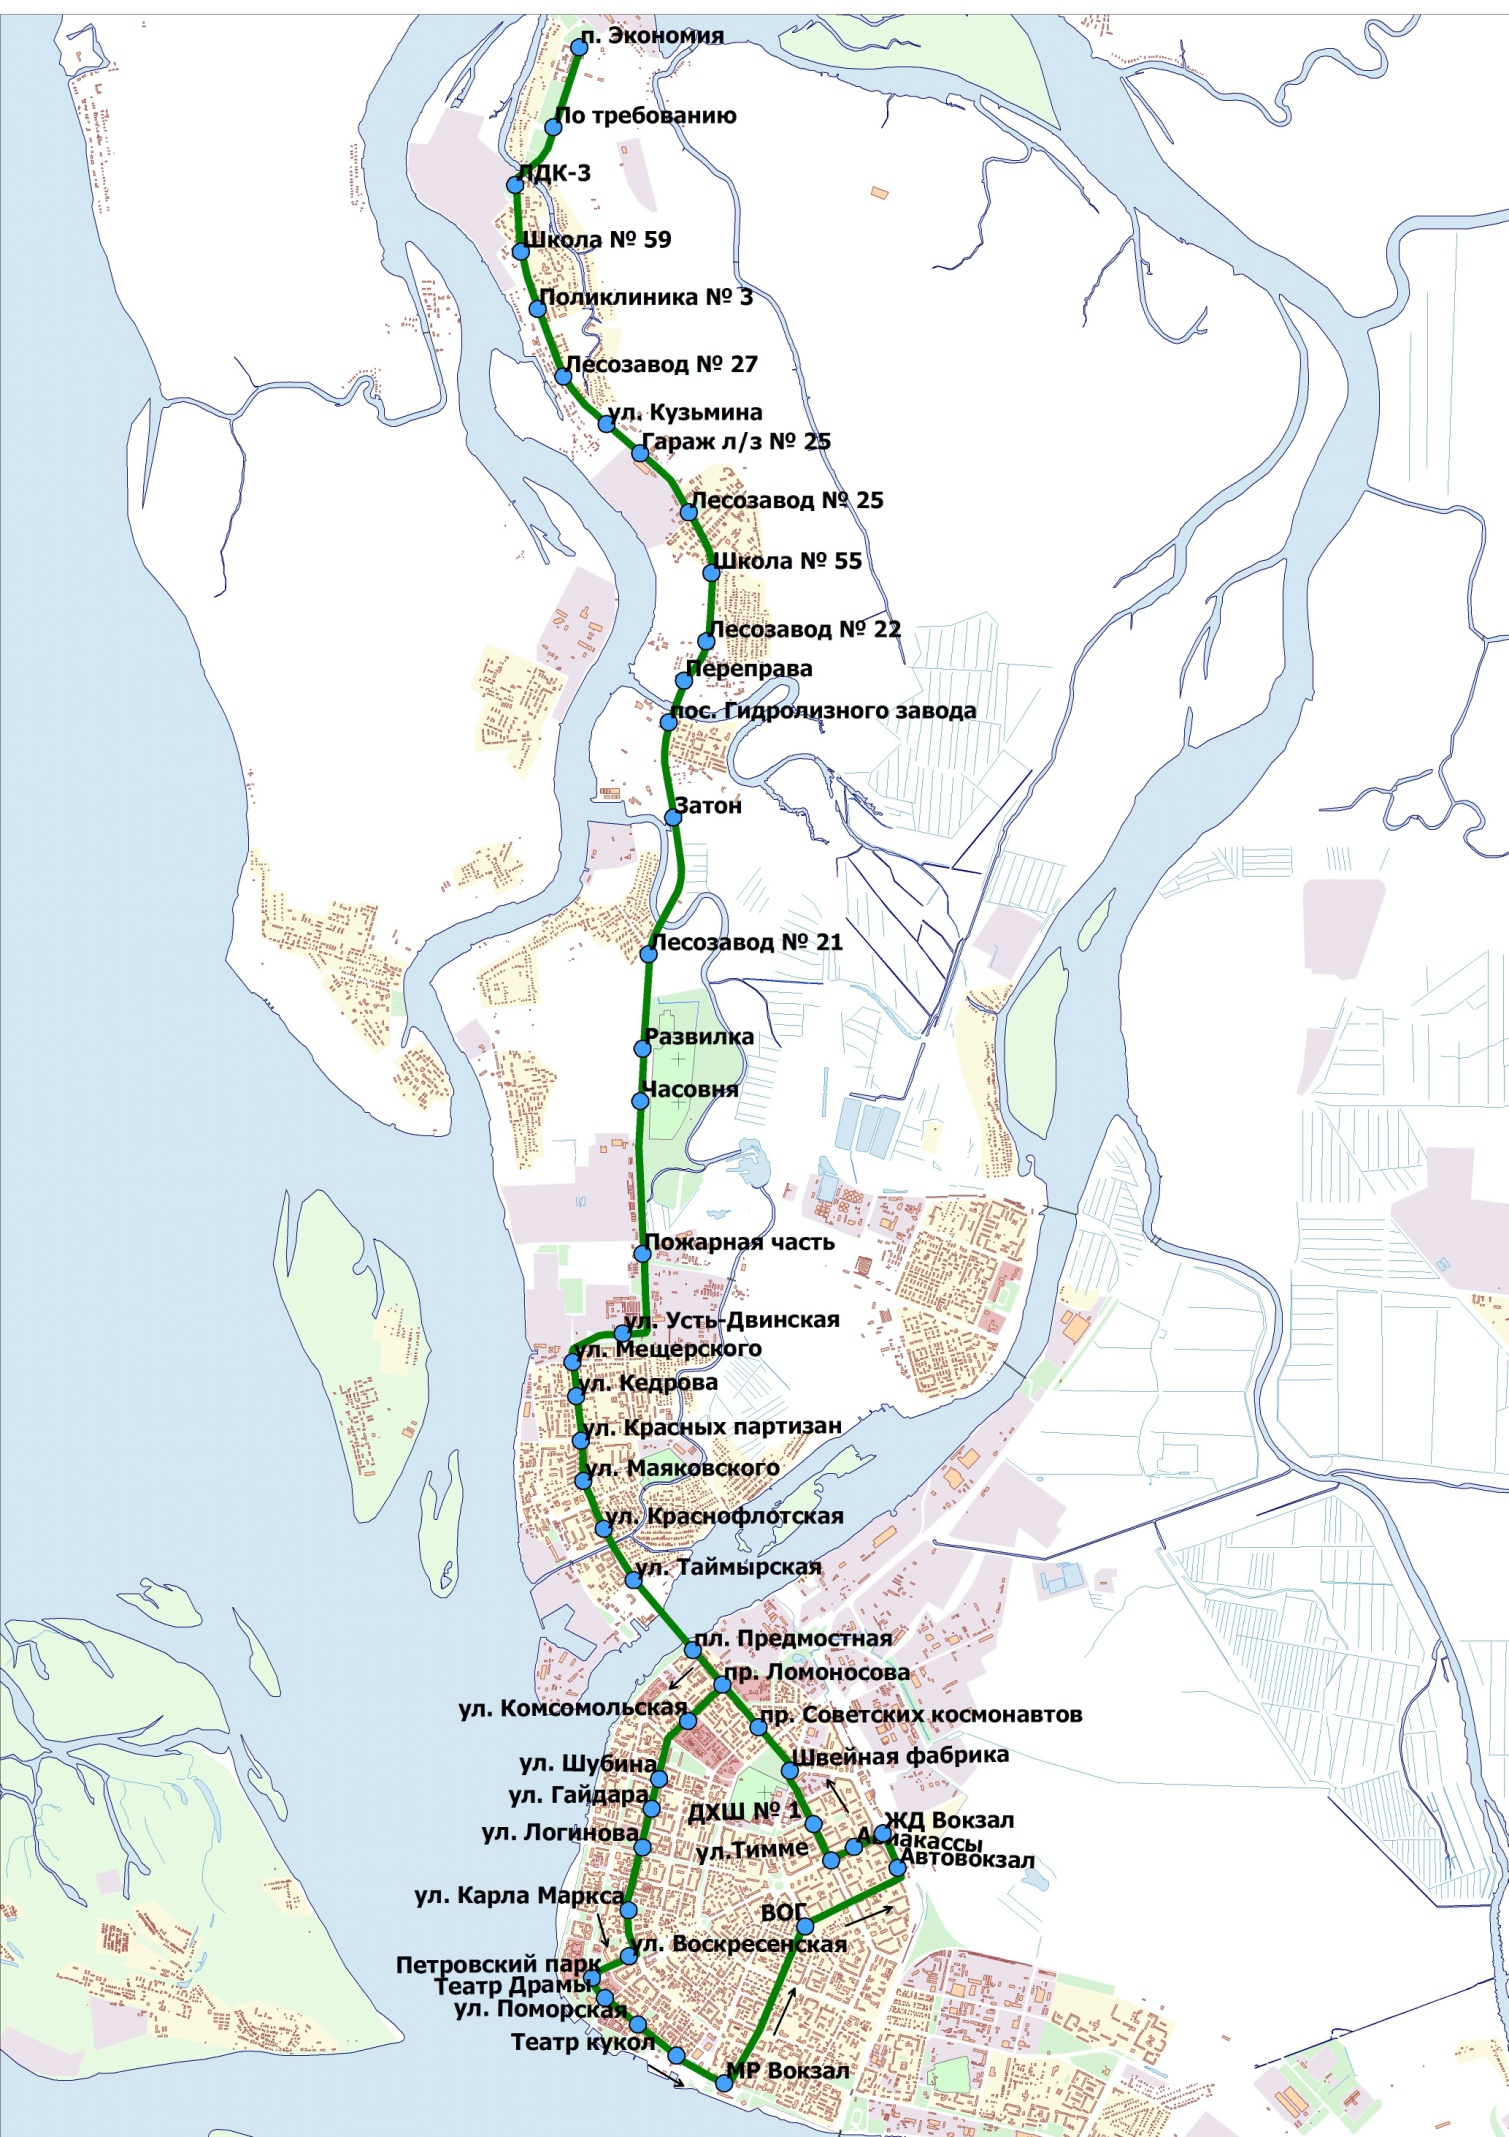 п. Экономия
По требованию
ЛДК-3
Школа № 59
Поликлиника № 3
Лесозавод № 27
ул. Кузьмина
Гараж л/з № 25
Лесозавод № 25
Школа № 55
Лесозавод № 22
Переправа
пос. Гидролизного завода
Затон
Лесозавод № 21
Развилка
Часовня
Пожарная часть
ул. Усть-Двинская
ул. Мещерского
ул. Кедрова
ул. Красных партизан
ул. Маяковского
ул. Краснофлотская
ул. Таймырская
пл. Предмостная
пр. Ломоносова
ул. Комсомольская
пр. Советских космонавтов
Швейная фабрика
ул. Шубина
ул. Гайдара
ДХШ № 1
ЖД Вокзал
ул. Логинова
Авиакассы
ул.Тимме
Автовокзал
ул. Карла Маркса
ВОГ
ул. Воскресенская
Петровский парк
Театр Драмы
ул. Поморская
Театр кукол
МР Вокзал